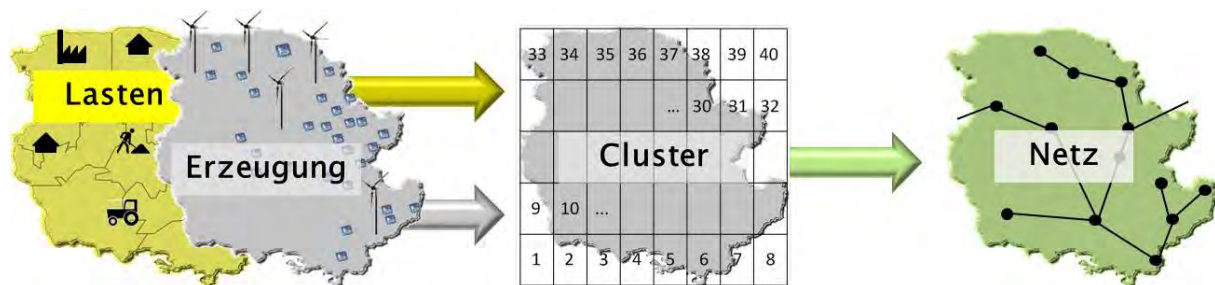 Lasten
Erzeugung
33 34 35 36 37 38 39 40
... 30 31 32
Cluster
9 10 ...
1 2 3 4 5 6 7 8
Netz